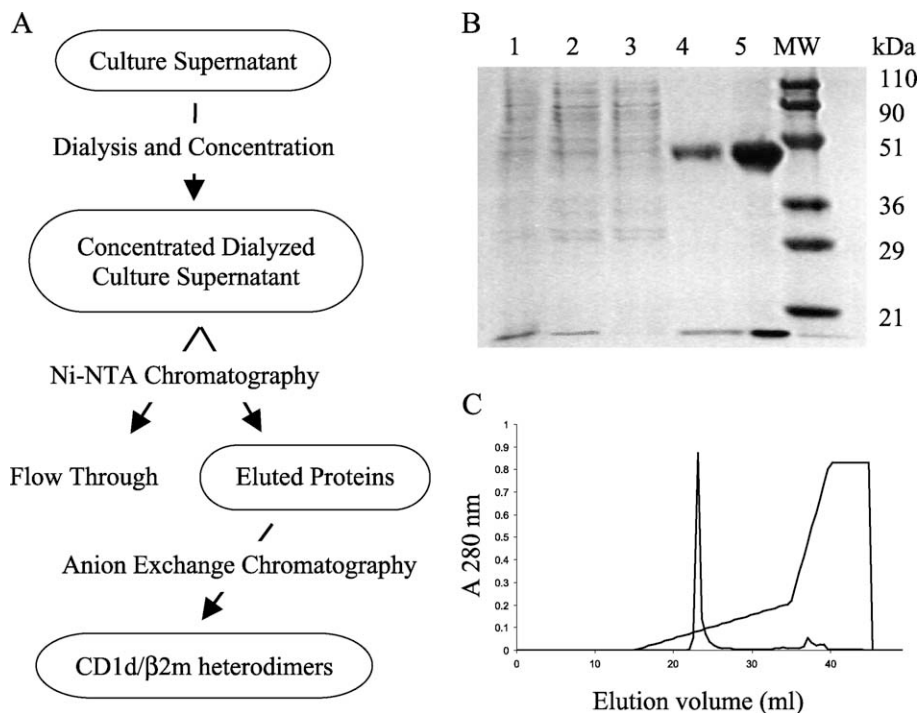 A
Culture Supernatant
Dialysis and Concentration
Concentrated Dialyzed
Culture Supernatant
Ni-NTA Chromatography
Flow Through
Eluted Proteins
Anion Exchange Chromatography
CD1d/β2m heterodimers
B
1 2 3 4 5 MW kDa
110
90
51
36
29
21
C
1
0.9
0.8
0.7
0.6
0.5
0.4
0.3
0.2
0.1
0
A 280 nm
0 10 20 30 40
Elution volume (ml)